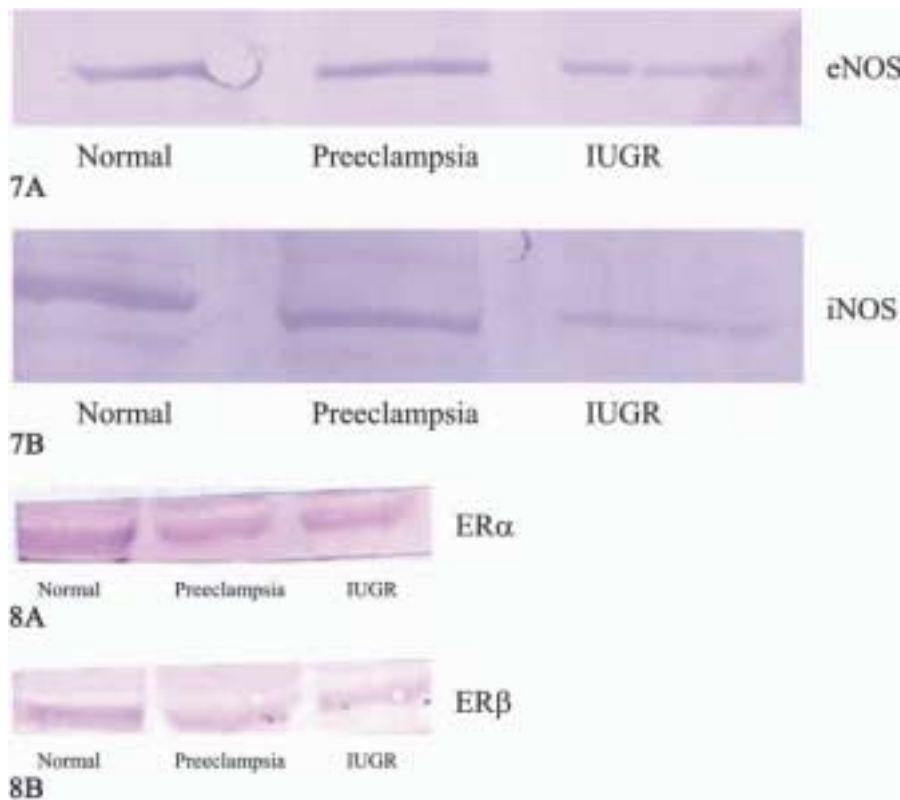 eNOS
Normal Preeclampsia IUGR
7A
iNOS
Normal Preeclampsia IUGR
7B
ERα
Normal Preeclampsia IUGR
8A
ERβ
Normal Preeclampsia IUGR
8B